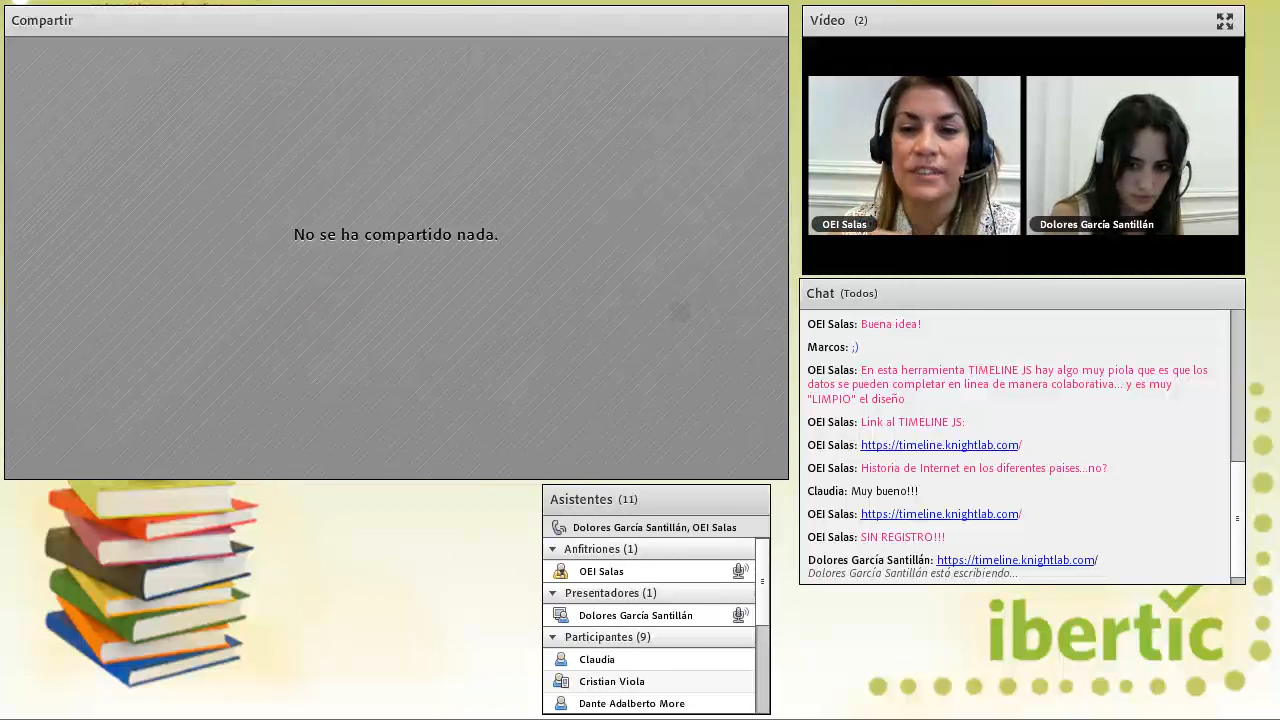 Compartir
No se ha compartido nada.
Vídeo (2)
OEI Salas
Dolores García Santillán
Chat (Todos)
OEI Salas: Buena idea!
Marcos: ;)
OEI Salas: En esta herramienta TIMELINE JS hay algo muy piola que es que los
datos se pueden completar en linea de manera colaborativa... y es muy
"LIMPIO" el diseño
OEI Salas: Link al TIMELINE JS:
OEI Salas: https://timeline.knightlab.com/
OEI Salas: Historia de Internet en los diferentes paises...no?
Claudia: Muy bueno!!!
OEI Salas: https://timeline.knightlab.com/
OEI Salas: SIN REGISTRO!!!
Dolores García Santillán: https://timeline.knightlab.com/
Dolores García Santillán está escribiendo...
Asistentes (11)
Dolores García Santillán, OEI Salas
Anfitriones (1)
OEI Salas
Presentadores (1)
Dolores García Santillán
Participantes (9)
Claudia
Cristian Viola
Dante Adalberto More
ibertic